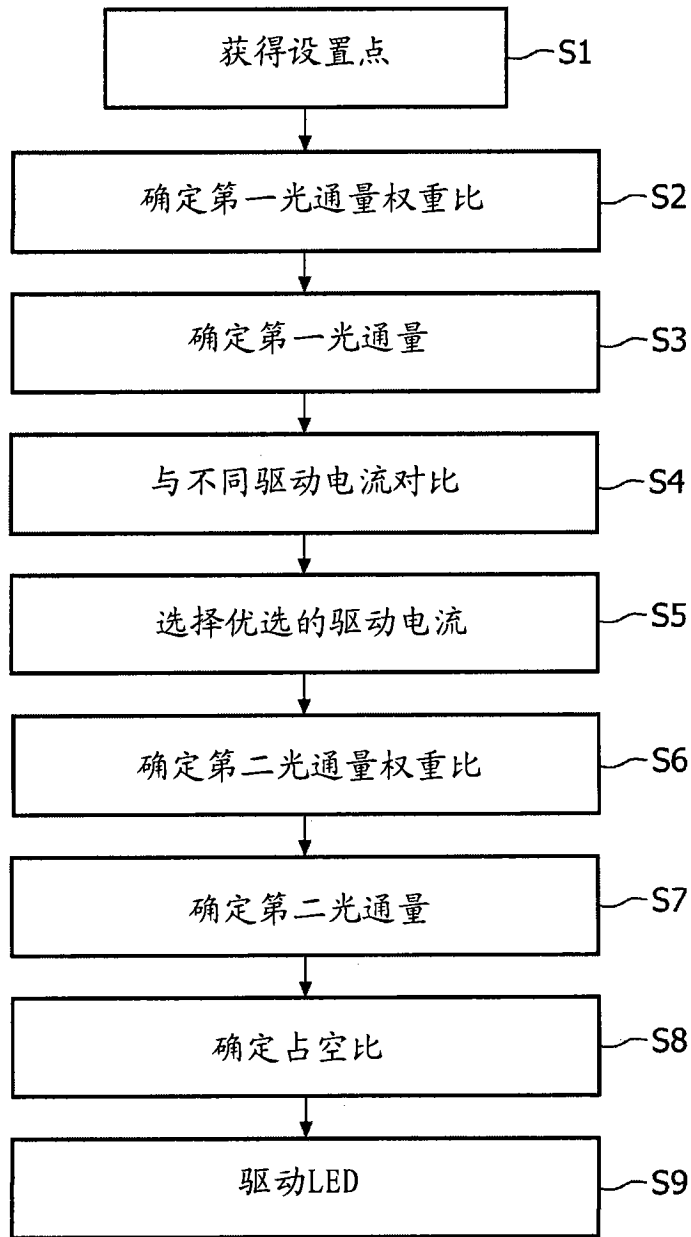 获得设置点 S1
确定第一光通量权重比 S2
确定第一光通量 S3
与不同驱动电流对比 S4
选择优选的驱动电流 S5
确定第二光通量权重比 S6
确定第二光通量 S7
确定占空比 S8
驱动LED S9